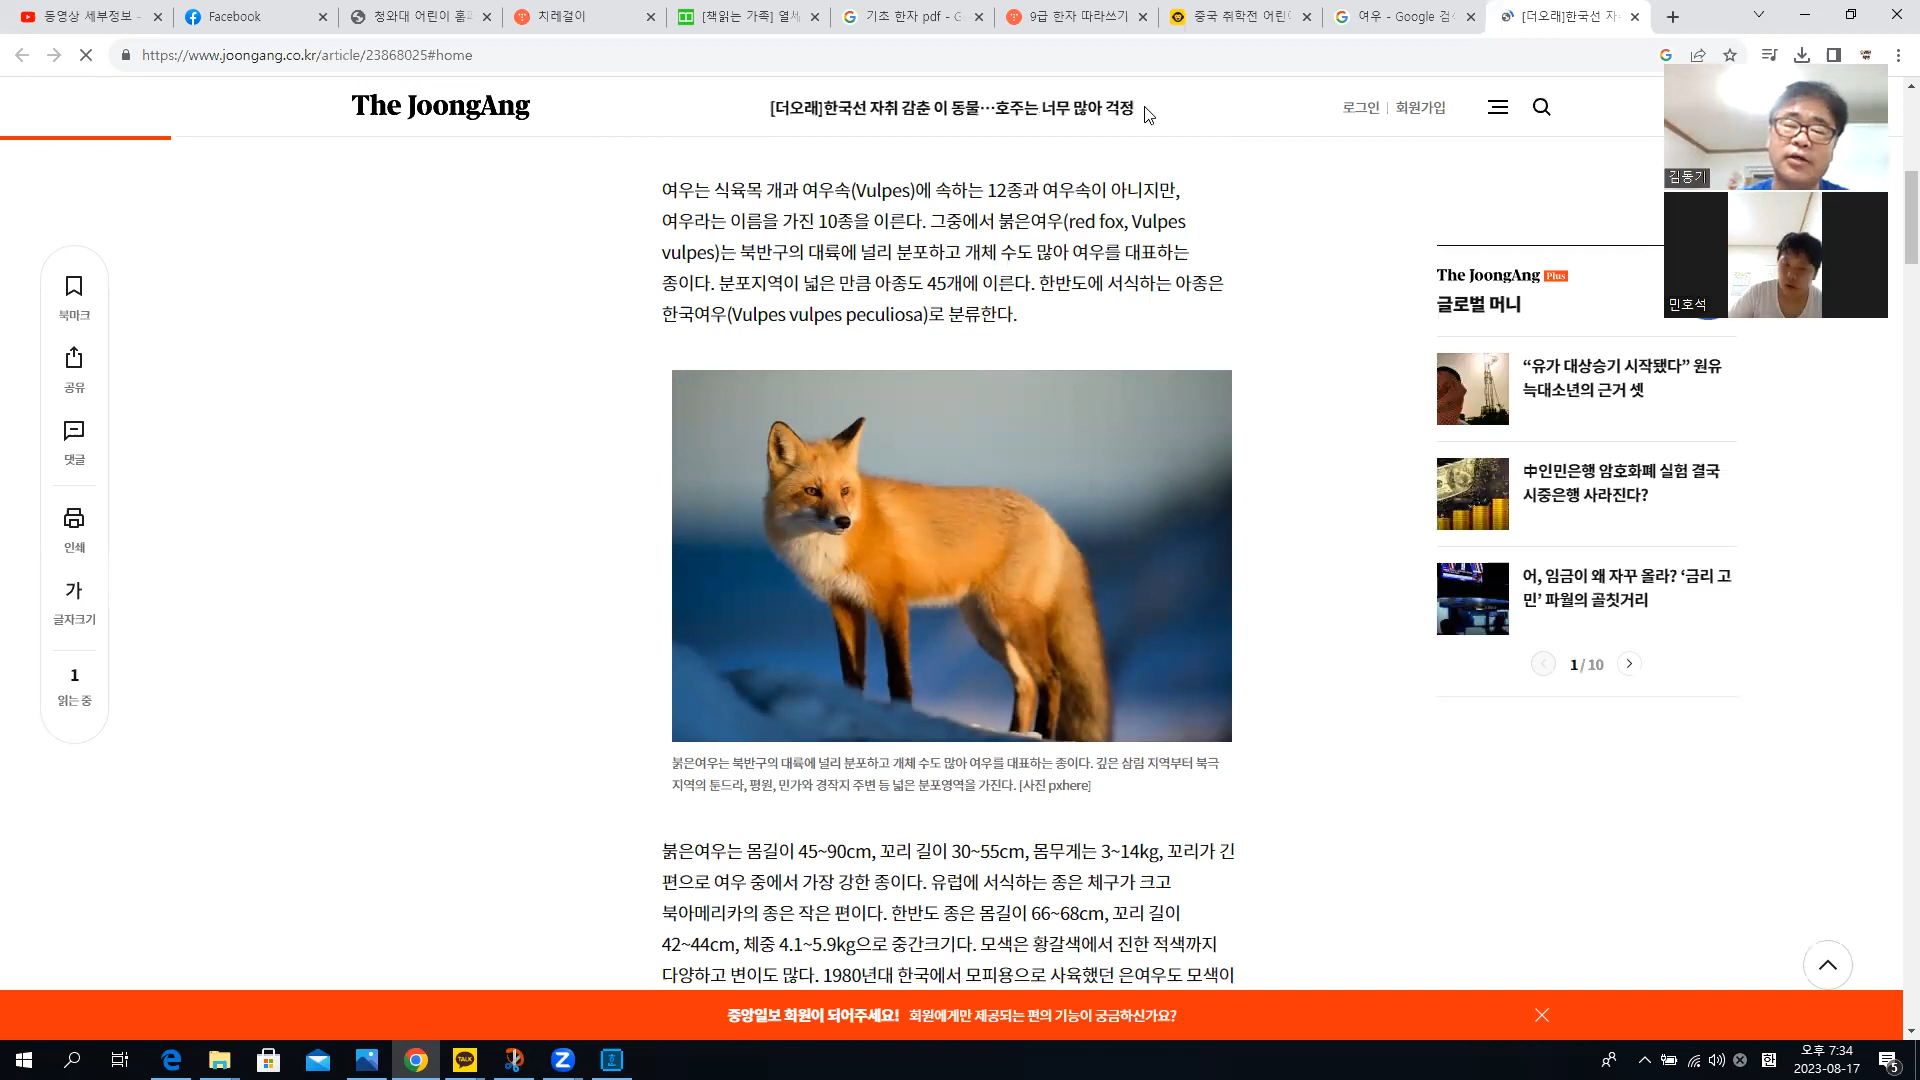 동영상 세부정보 -
Facebook
청와대 어린이 홈
치레걸이
[책읽는 가족] 열
기초 한자 pdf - G
9급 한자 따라쓰기
중국 취학전 어린
여우 - Google 검
[더오래]한국선 자
https://www.joongang.co.kr/article/23868025#home
The JoongAng
[더오래]한국선 자취 감춘 이 동물…호주는 너무 많아 걱정
로그인 | 회원가입
여우는 식육목 개과 여우속(Vulpes)에 속하는 12종과 여우속이 아니지만,
여우라는 이름을 가진 10종을 이른다. 그중에서 붉은여우(red fox, Vulpes
vulpes)는 북반구의 대륙에 널리 분포하고 개체 수도 많아 여우를 대표하는
종이다. 분포지역이 넓은 만큼 아종도 45개에 이른다. 한반도에 서식하는 아종은
한국여우(Vulpes vulpes peculiosa)로 분류한다.
북마크
공유
댓글
인쇄
가
글자크기
1
읽는 중
붉은여우는 북반구의 대륙에 널리 분포하고 개체 수도 많아 여우를 대표하는 종이다. 깊은 삼림 지역부터 북극
지역의 툰드라, 평원, 민가와 경작지 주변 등 넓은 분포영역을 가진다. [사진 pxhere]
붉은여우는 몸길이 45~90cm, 꼬리 길이 30~55cm, 몸무게는 3~14kg, 꼬리가 긴
편으로 여우 중에서 가장 강한 종이다. 유럽에 서식하는 종은 체구가 크고
북아메리카의 종은 작은 편이다. 한반도 종은 몸길이 66~68cm, 꼬리 길이
42~44cm, 체중 4.1~5.9kg으로 중간크기다. 모색은 황갈색에서 진한 적색까지
다양하고 변이도 많다. 1980년대 한국에서 모피용으로 사육했던 은여우도 모색이
김동기
민호석
The JoongAng Plus
글로벌 머니
“유가 대상승기 시작됐다” 원유
늑대소년의 근거 셋
中인민은행 암호화폐 실험 결국
시중은행 사라진다?
어, 임금이 왜 자꾸 올라? ‘금리 고
민’ 파월의 골칫거리
1 / 10
중앙일보 회원이 되어주세요! 회원에게만 제공되는 편의 기능이 궁금하신가요?
TALK
한
오후 7:34
2023-08-17
5